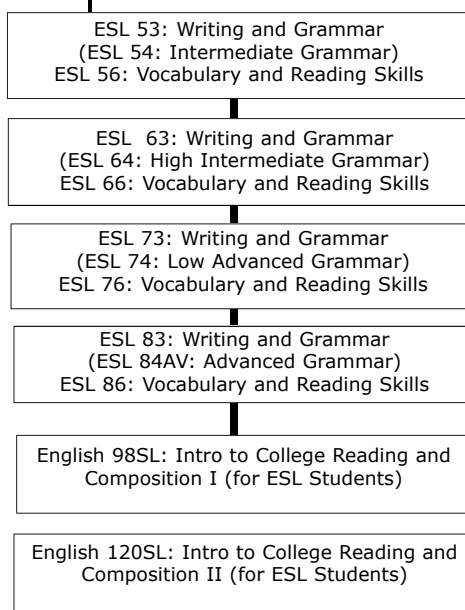 ESL 53: Writing and Grammar
(ESL 54: Intermediate Grammar)
ESL 56: Vocabulary and Reading Skills
ESL  63: Writing and Grammar
(ESL 64: High Intermediate Grammar)
ESL 66: Vocabulary and Reading Skills
ESL 73: Writing and Grammar
(ESL 74: Low Advanced Grammar)
ESL 76: Vocabulary and Reading Skills
ESL 83: Writing and Grammar
(ESL 84AV: Advanced Grammar)
ESL 86: Vocabulary and Reading Skills
English 98SL: Intro to College Reading and
Composition I (for ESL Students)
English 120SL: Intro to College Reading and
Composition II (for ESL Students)